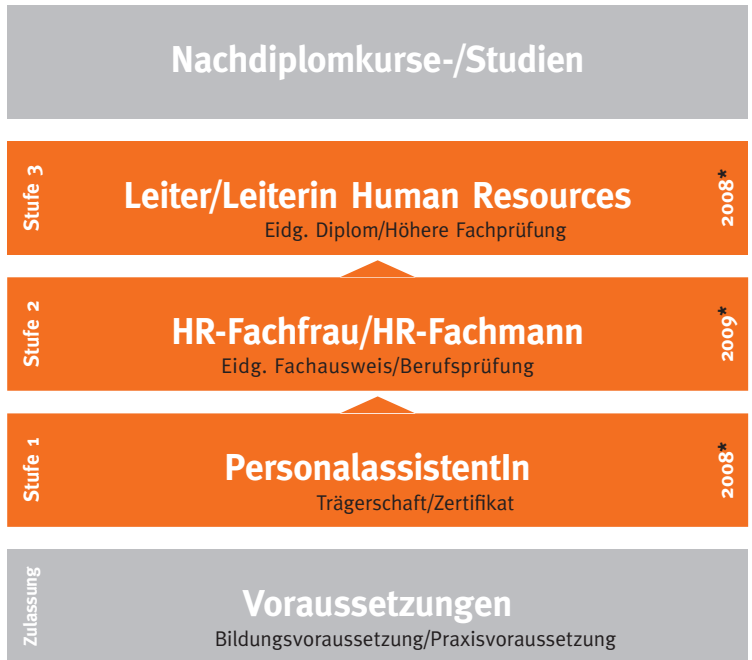 Nachdiplomkurse-/Studien
Stufe 3
Leiter/Leiterin Human Resources
Eidg. Diplom/Höhere Fachprüfung
2008*
Stufe 2
HR-Fachfrau/HR-Fachmann
Eidg. Fachausweis/Berufsprüfung
2009*
Stufe 1
PersonalassistentIn
Trägerschaft/Zertifikat
2008*
Zulassung
Voraussetzungen
Bildungsvoraussetzung/Praxisvoraussetzung